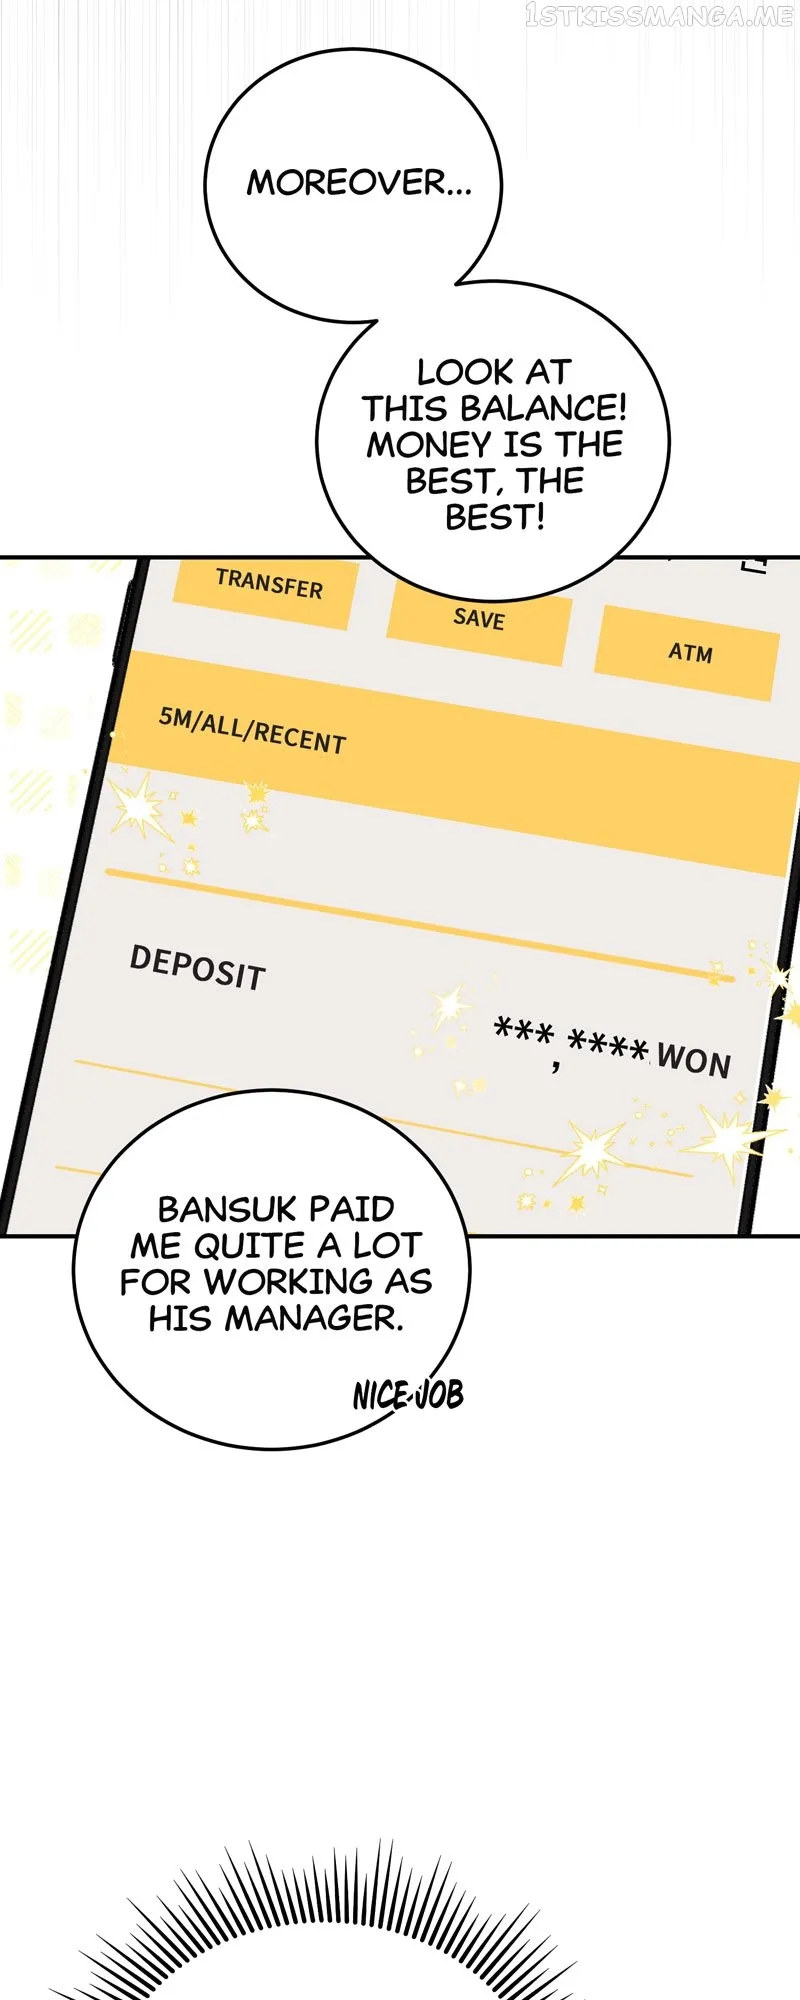 1STKISSMANGA.ME
MOREOVER...
LOOK AT
THIS BALANCE!
MONEY IS THE
BEST, THE
BEST!
TRANSFER
SAVE
ATM
5M/ALL/RECENT
DEPOSIT
***,****WON
BANSUK PAID
ME QUITE A LOT
FOR WORKING AS
HIS MANAGER.
NICE JOB